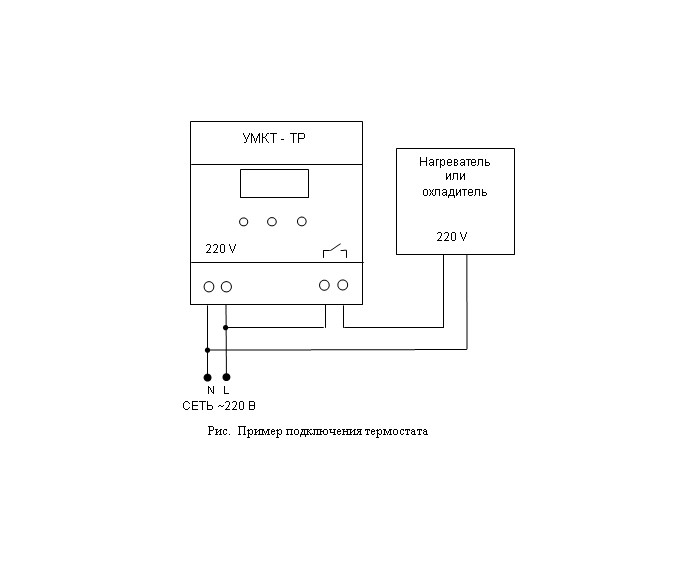 УМКТ - ТР
Нагреватель
или
охладитель
220 V
220 V
N L
СЕТЬ ~220 В
Рис. Пример подключения термостата